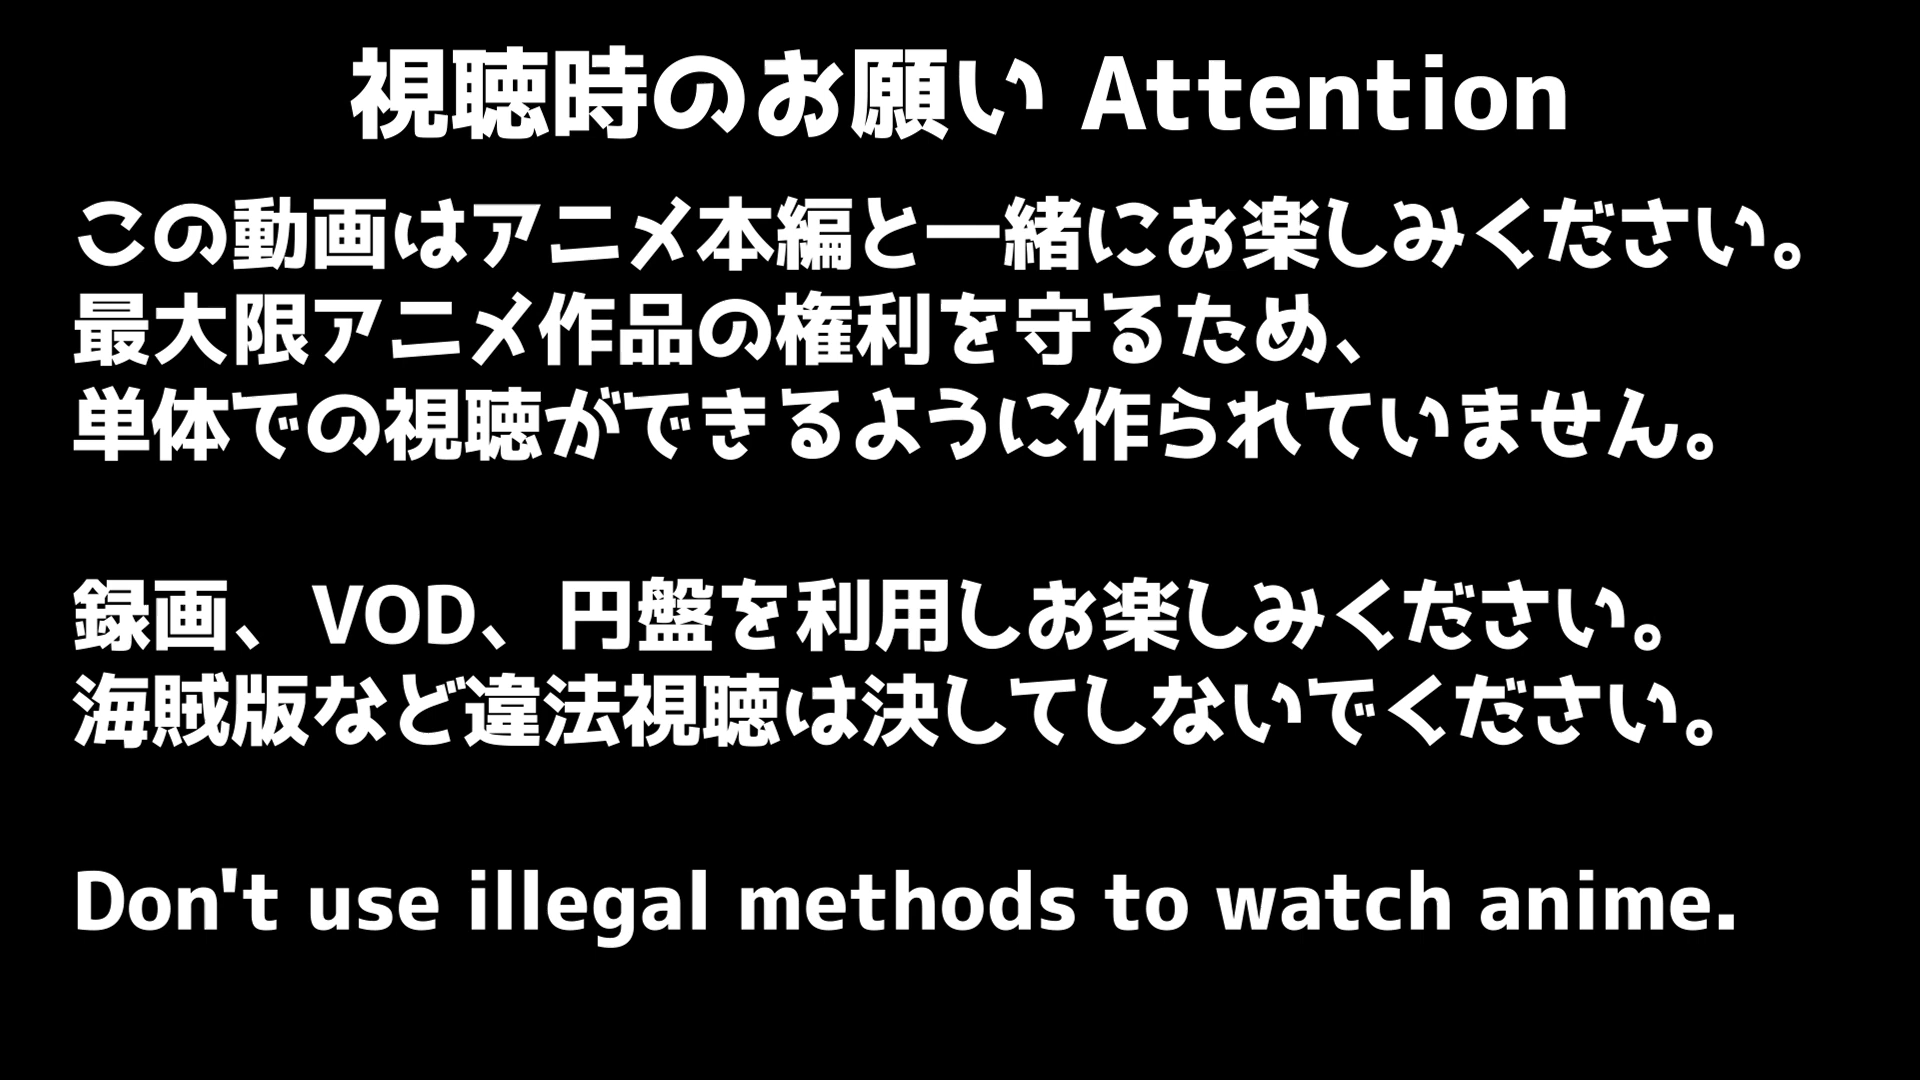 視聴時のお願い Attention
この動画はアニメ本編と一緒にお楽しみください。
最大限アニメ作品の権利を守るため、
単体での視聴ができるように作られていません。
録画、VOD、円盤を利用しお楽しみください。
海賊版など違法視聴は決してしないでください。
Don't use illegal methods to watch anime.